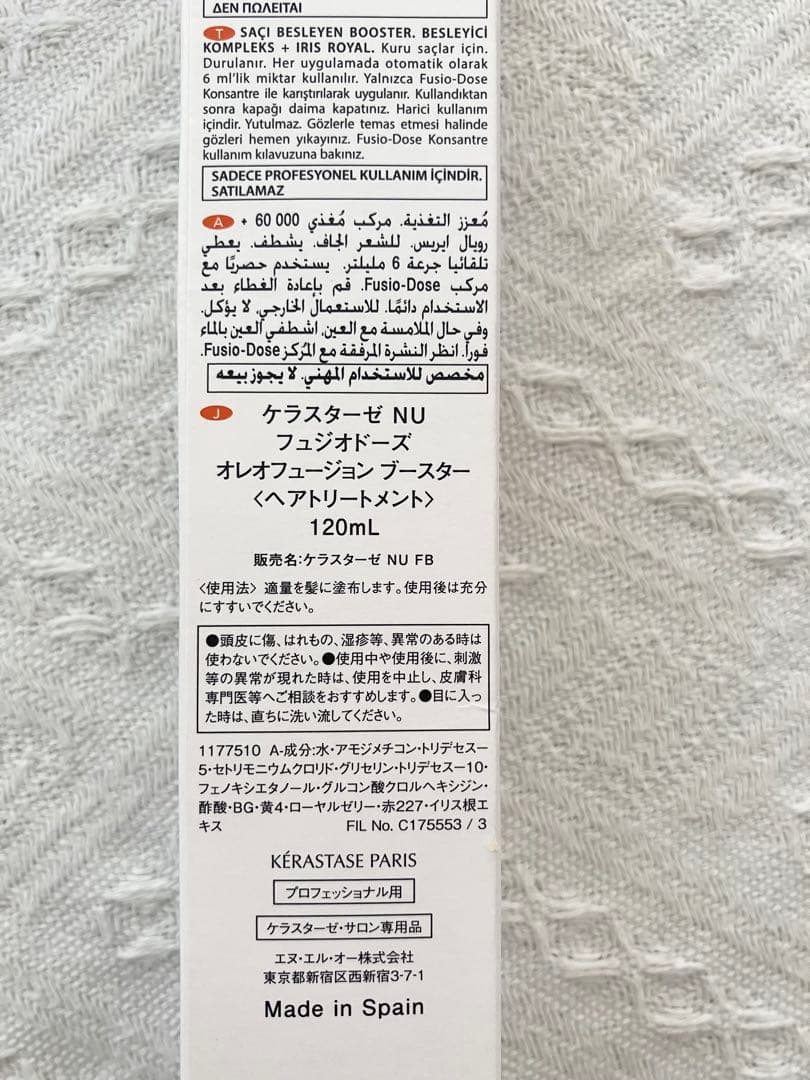 ΔΕΝ ΠΩΛΕΙΤΑΙ
T SAÇI BESLEYEN BOOSTER. BESLEYİCİ
KOMPLEKS + IRIS ROYAL. Kuru saçlar için.
Durulanır. Her uygulamada otomatik olarak
6 ml'lik miktar kullanılır. Yalnızca Fusio-Dose
Konsantre ile karıştırılarak uygulanır. Kullandıktan
sonra kapağı daima kapatınız. Harici kullanım
içindir. Yutulmaz. Gözlerle temas etmesi halinde
gözleri hemen yıkayınız. Fusio-Dose Konsantre
kullanım kılavuzuna bakınız.
SADECE PROFESYONEL KULLANIM İÇİNDİR.
SATILAMAZ
A مُعزز التغذية. مركب مُغذي 000 60 +
رويال ايريس. للشعر الجاف. يشطف. يعطي
تلقائيا جرعة 6 مليلتر. يستخدم حصريًا مع
مركب Fusio-Dose. قم بإعادة الغطاء بعد
الاستخدام دائمًا. للاستعمال الخارجي. لا يؤكل.
وفي حال الملامسة مع العين، اشطفي العين بالماء
فوراً. انظر النشرة المرفقة مع المُركز Fusio-Dose.
مخصص للاستخدام المهني. لا يجوز بيعه
J ケラスターゼ NU
フュジオドーズ
オレオフュージョン ブースター
〈ヘアトリートメント〉
120mL
販売名:ケラスターゼ NU FB
〈使用法〉 適量を髪に塗布します。使用後は充分
にすすいでください。
●頭皮に傷、はれもの、湿疹等、異常のある時は
使わないでください。●使用中や使用後に、刺激
等の異常が現れた時は、使用を中止し、皮膚科
専門医等へご相談をおすすめします。●目に入っ
た時は、直ちに洗い流してください。
1177510 A-成分:水・アモジメチコン・トリデセス−
5・セトリモニウムクロリド・グリセリン・トリデセス−10・
フェノキシエタノール・グルコン酸クロルヘキシジン・
酢酸・BG・黄4・ローヤルゼリー・赤227・イリス根エ
キス FIL No. C175553 / 3
KÉRASTASE PARIS
プロフェッショナル用
ケラスターゼ・サロン専用品
エヌ・エル・オー株式会社
東京都新宿区西新宿3-7-1
Made in Spain